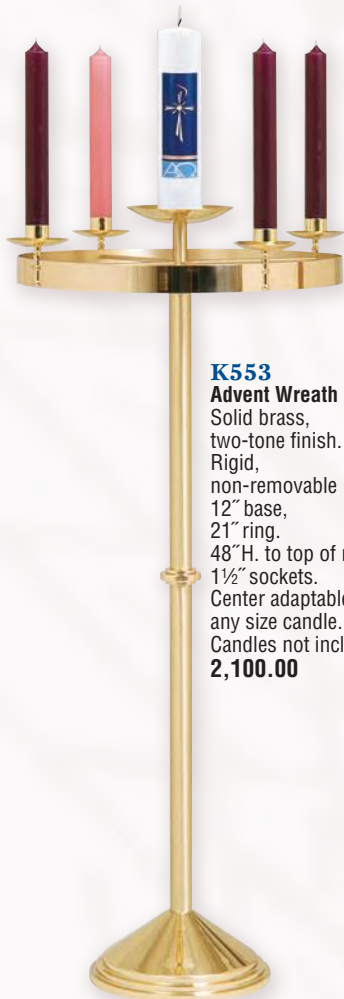 K553
Advent Wreath
Solid brass,
two-tone finish.
Rigid,
non-removable
12˝ base,
21˝ ring.
48˝H. to top of
1½˝ sockets.
Center adaptable
any size candle.
Candles not
2,100.00